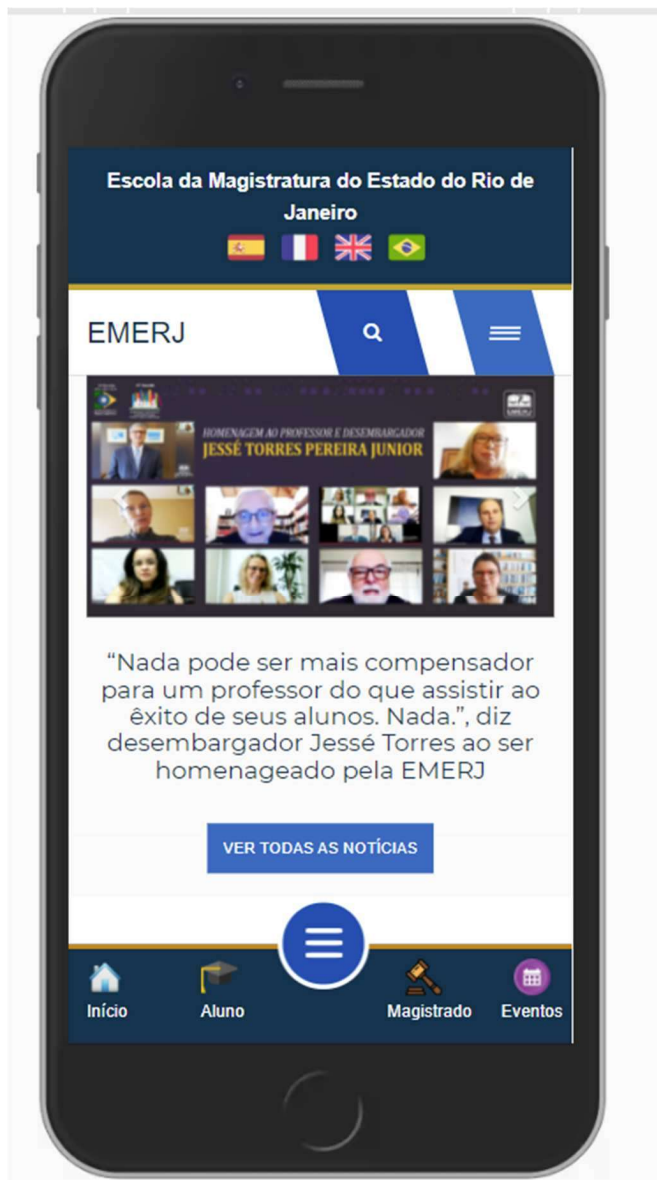 Escola da Magistratura do Estado do Rio de
Janeiro
EMERJ
HOMENAGEM AO PROFESSOR E DESEMBARGADOR
JESSÉ TORRES PEREIRA JUNIOR
“Nada pode ser mais compensador
para um professor do que assistir ao
êxito de seus alunos. Nada.”, diz
desembargador Jessé Torres ao ser
homenageado pela EMERJ
VER TODAS AS NOTÍCIAS
Início
Aluno
Magistrado
Eventos